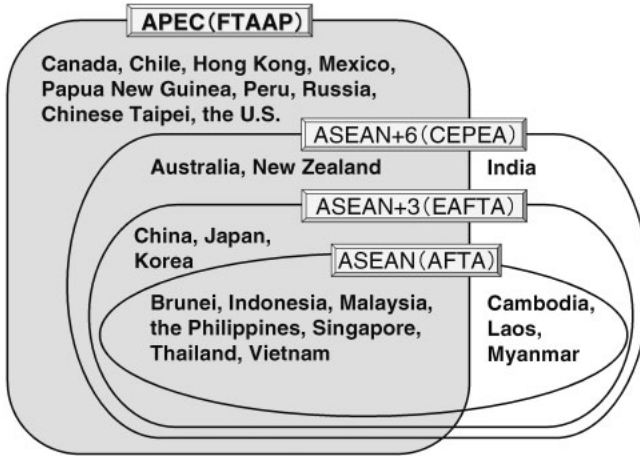 APEC(FTAAP)
Canada, Chile, Hong Kong, Mexico,
Papua New Guinea, Peru, Russia,
Chinese Taipei, the U.S.
ASEAN+6(CEPEA)
Australia, New Zealand
India
ASEAN+3(EAFTA)
China, Japan,
Korea
ASEAN(AFTA)
Brunei, Indonesia, Malaysia,
the Philippines, Singapore,
Thailand, Vietnam
Cambodia,
Laos,
Myanmar